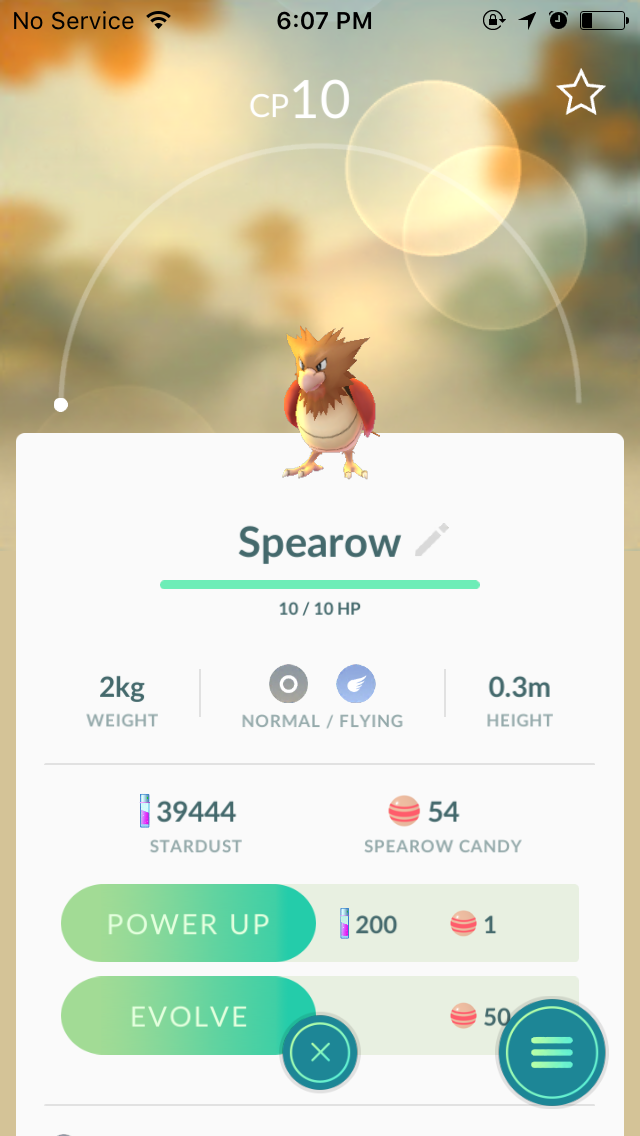 No Service 6:07 PM
CP10
Spearow
10 / 10 HP
2kg 0.3m
WEIGHT NORMAL / FLYING HEIGHT
39444 54
STARDUST SPEAROW CANDY
POWER UP 200 1
EVOLVE 50